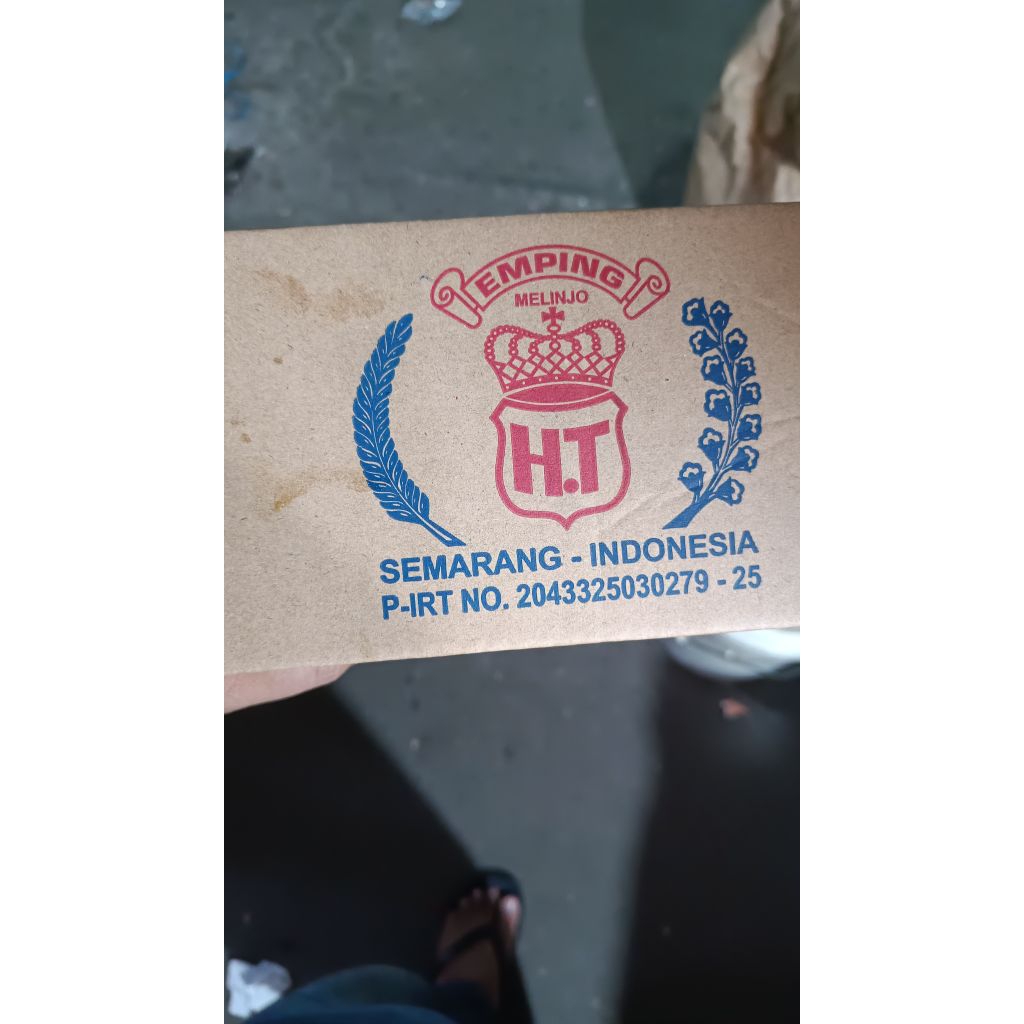 EMPING
MELINJO
H.T
SEMARANG - INDONESIA
P-IRT NO. 2043325030279 - 25